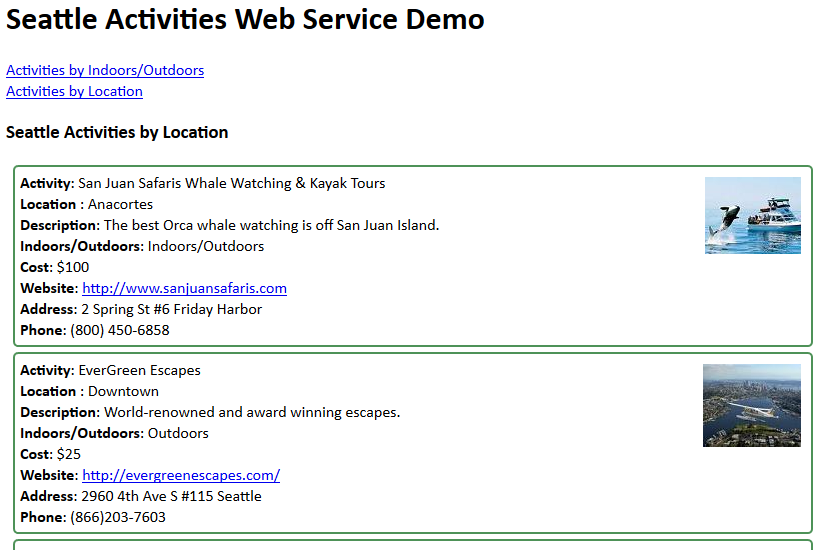 Seattle Activities Web Service Demo
Activities by Indoors/Outdoors
Activities by Location
Seattle Activities by Location
Activity: San Juan Safaris Whale Watching & Kayak Tours
Location : Anacortes
Description: The best Orca whale watching is off San Juan Island.
Indoors/Outdoors: Indoors/Outdoors
Cost: $100
Website: http://www.sanjuansafaris.com
Address: 2 Spring St #6 Friday Harbor
Phone: (800) 450-6858
Activity: EverGreen Escapes
Location : Downtown
Description: World-renowned and award winning escapes.
Indoors/Outdoors: Outdoors
Cost: $25
Website: http://evergreenescapes.com/
Address: 2960 4th Ave S #115 Seattle
Phone: (866)203-7603